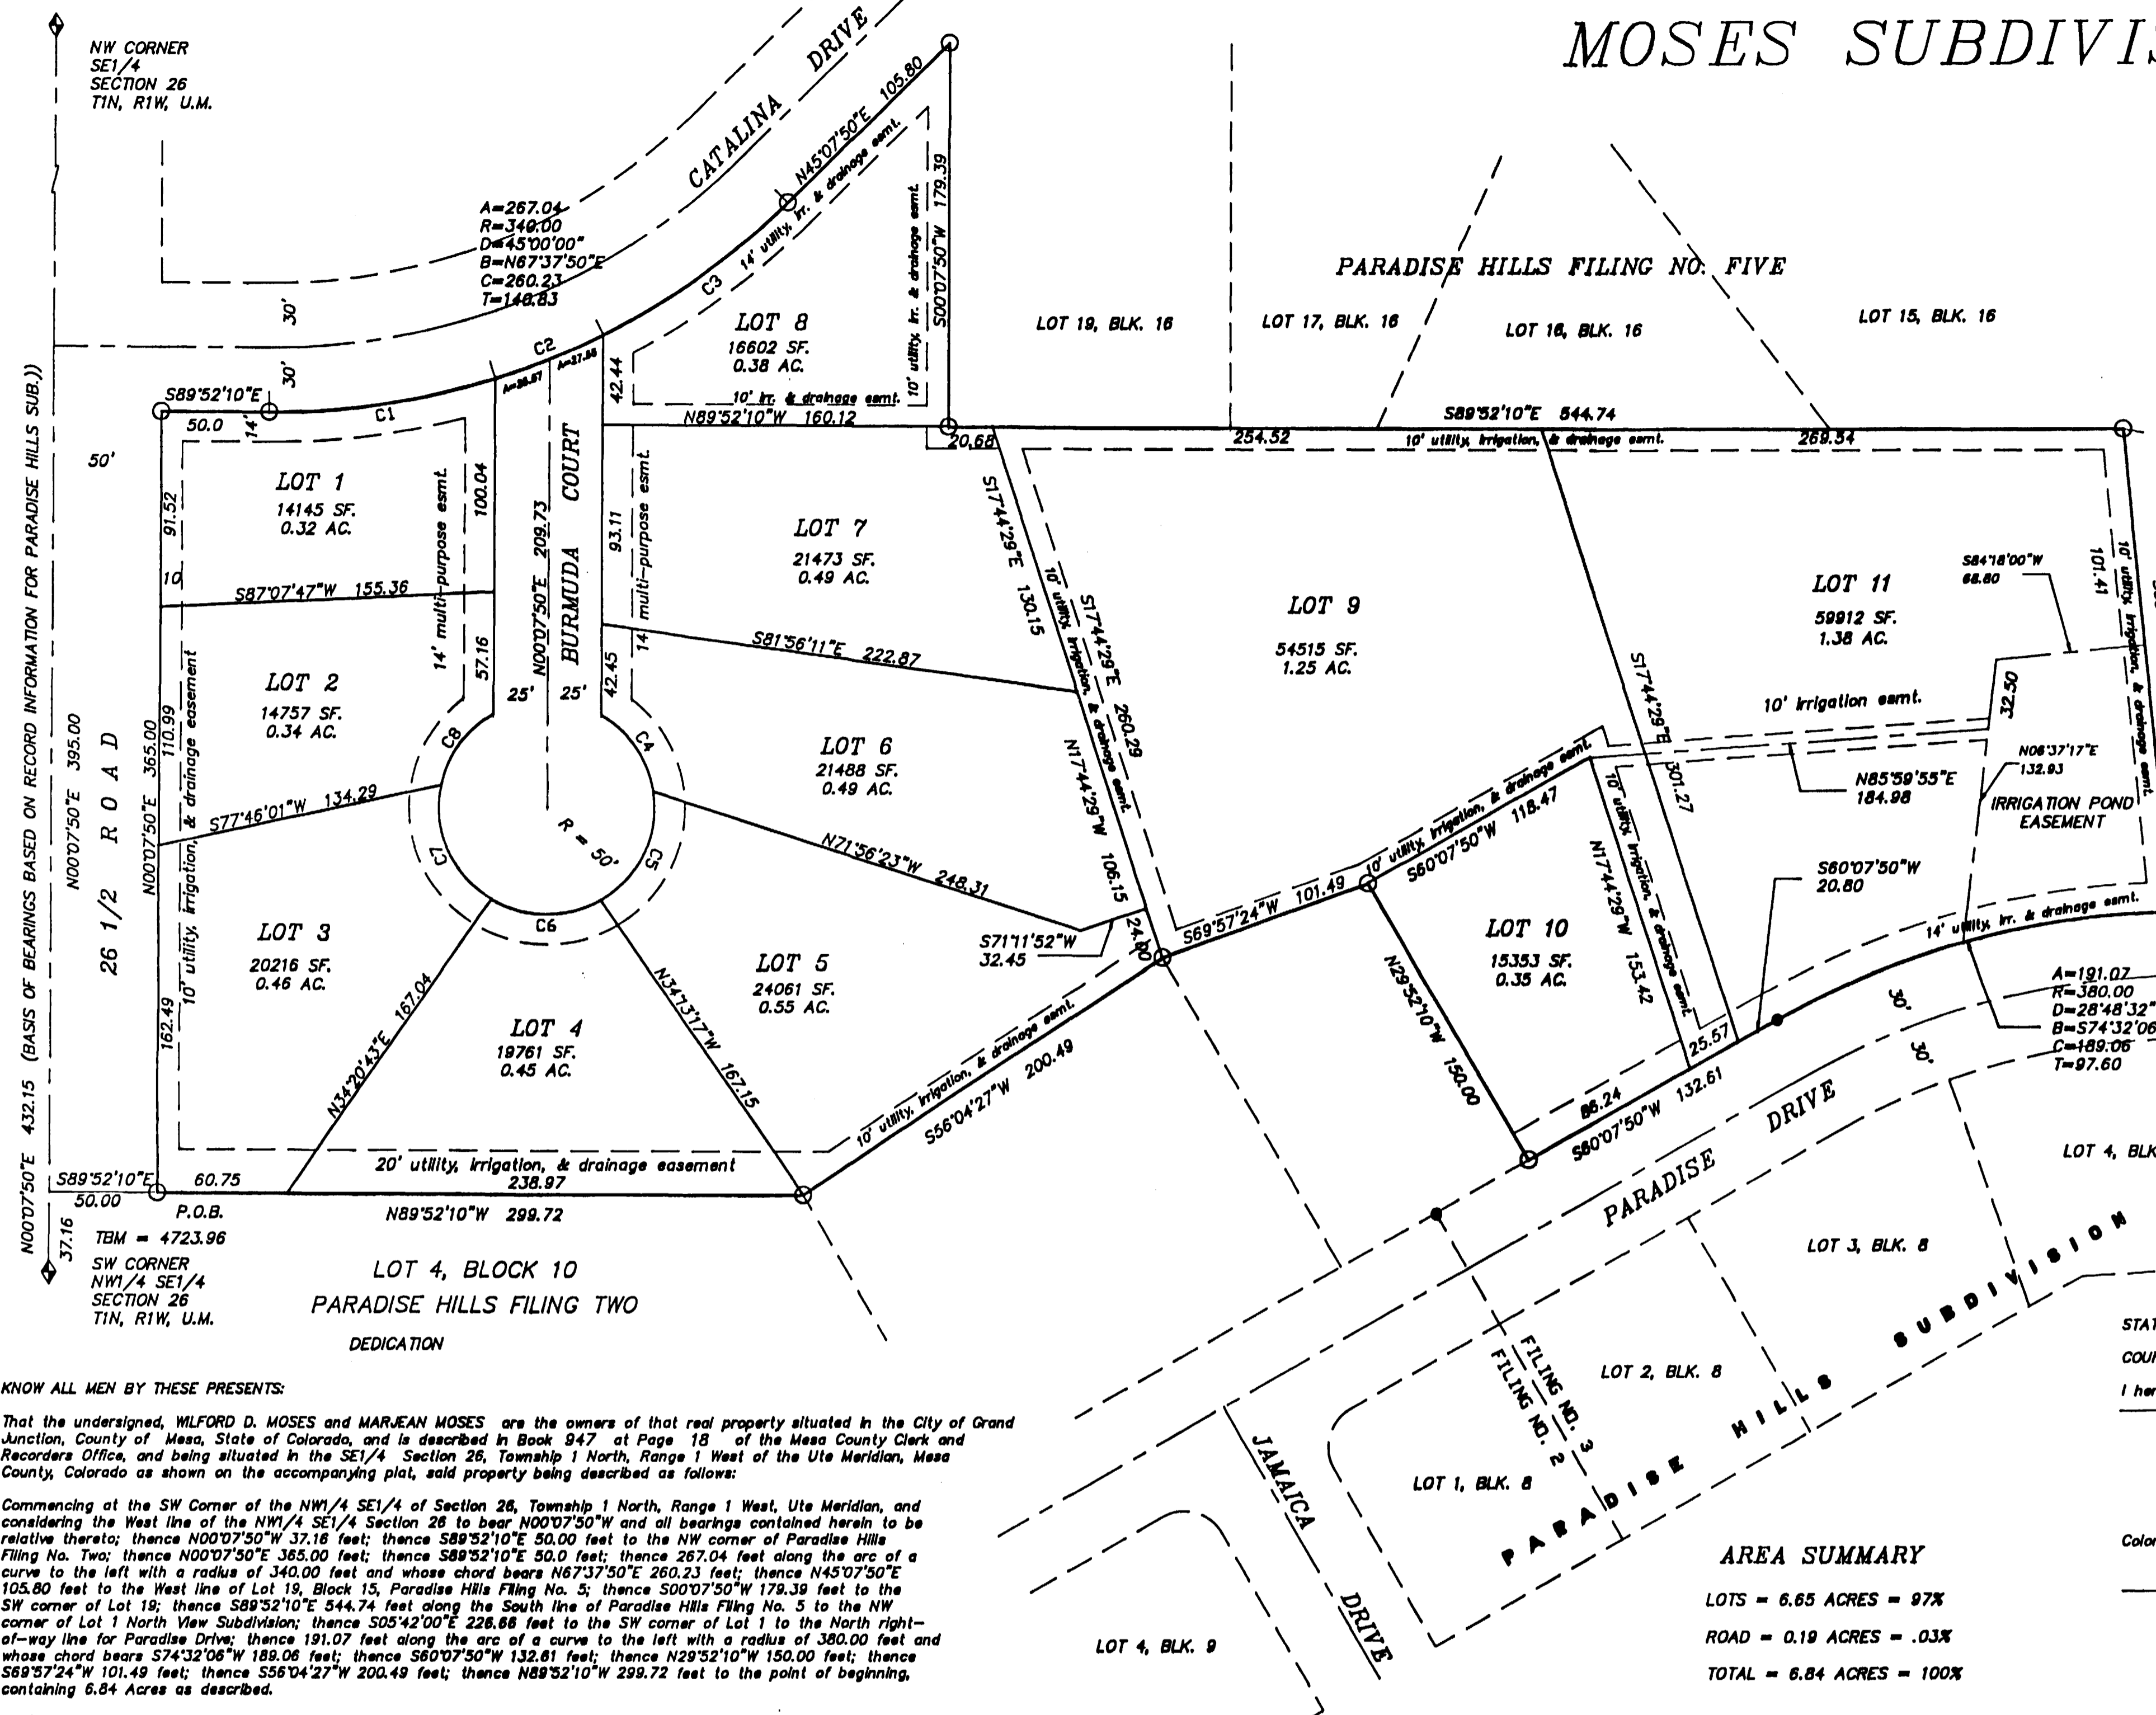 MOSES SUBDIVIS
NW CORNER
SE1/4
SECTION 26
T1N, R1W, U.M.
CATALINA DRIVE
N45°07'50"E 105.80
14' utility, irr. & drainage esmt.
A=267.04
R=340.00
D=45°00'00"
B=N67°37'50"E
C=260.23
T=140.83
30'
30'
C1
C2
C3
10' utility, irr. & drainage esmt.
S00°07'50"W 179.39
PARADISE HILLS FILING NO. FIVE
LOT 19, BLK. 16
LOT 17, BLK. 16
LOT 16, BLK. 16
LOT 15, BLK. 16
LOT 8
16602 SF.
0.38 AC.
42.44
10' irr. & drainage esmt.
N89°52'10"W 160.12
S89°52'10"E
50.0
14'
50'
S89°52'10"E 544.74
20.68
254.52
10' utility, irrigation, & drainage esmt.
269.54
LOT 1
14145 SF.
0.32 AC.
91.52
10
100.04
14' multi-purpose esmt.
S87°07'47"W 155.36
N00°07'50"E 209.73
BURMUDA COURT
93.11
14' multi-purpose esmt.
LOT 7
21473 SF.
0.49 AC.
S81°56'11"E 222.87
S17°44'29"E 130.15
10' utility, irrigation, & drainage esmt.
S17°44'29"E 260.29
LOT 9
54515 SF.
1.25 AC.
LOT 11
59912 SF.
1.38 AC.
S84°18'00"W
68.80
101.41
10' utility, irrigation, & drainage esmt.
S17°44'29"E 301.27
10' irrigation esmt.
32.50
N06°37'17"E
132.93
N85°59'55"E
184.98
IRRIGATION POND
EASEMENT
LOT 2
14757 SF.
0.34 AC.
110.99
57.16
42.45
25' 25'
C8
C4
R = 50'
C7
C5
C6
S77°46'01"W 134.29
10' utility, irrigation, & drainage easement
N00°07'50"E 365.00
26 1/2 ROAD
N00°07'50"E 395.00
N00°07'50"E 432.15 (BASIS OF BEARINGS BASED ON RECORD INFORMATION FOR PARADISE HILLS SUB.))
LOT 6
21488 SF.
0.49 AC.
N17°44'29"W 106.15
N71°56'23"W 248.31
S71°11'52"W
32.45
24.00
S69°57'24"W 101.49
10' utility, irrigation, & drainage esmt.
S60°07'50"W 118.47
S60°07'50"W
20.80
LOT 10
15353 SF.
0.35 AC.
N29°52'10"W 150.00
N17°44'29"W 153.42
10' utility, irrigation, & drainage esmt.
14' utility, irr. & drainage esmt.
86.24
25.57
S60°07'50"W 132.61
A=191.07
R=380.00
D=28°48'32"
B=S74°32'06
C=189.06
T=97.60
30'
30'
LOT 3
20216 SF.
0.46 AC.
162.49
N34°20'43"E 167.04
LOT 4
19761 SF.
0.45 AC.
N34°13'17"W 167.15
LOT 5
24061 SF.
0.55 AC.
10' utility, irrigation, & drainage esmt.
S56°04'27"W 200.49
20' utility, irrigation, & drainage easement
238.97
S89°52'10"E
50.00
60.75
P.O.B.
N89°52'10"W 299.72
37.16
TBM = 4723.96
SW CORNER
NW1/4 SE1/4
SECTION 26
T1N, R1W, U.M.
LOT 4, BLOCK 10
PARADISE HILLS FILING TWO
PARADISE DRIVE
LOT 4, BLK
LOT 3, BLK. 8
LOT 2, BLK. 8
LOT 1, BLK. 8
LOT 4, BLK. 9
FILING NO. 3
FILING NO. 2
JAMAICA DRIVE
PARADISE HILLS SUBDIVISION
DEDICATION
KNOW ALL MEN BY THESE PRESENTS:
That the undersigned, WILFORD D. MOSES and MARJEAN MOSES are the owners of that real property situated in the City of Grand
Junction, County of Mesa, State of Colorado, and is described in Book 947 at Page 18 of the Mesa County Clerk and
Recorders Office, and being situated in the SE1/4 Section 26, Township 1 North, Range 1 West of the Ute Meridian, Mesa
County, Colorado as shown on the accompanying plat, said property being described as follows:
Commencing at the SW Corner of the NW1/4 SE1/4 of Section 26, Township 1 North, Range 1 West, Ute Meridian, and
considering the West line of the NW1/4 SE1/4 Section 26 to bear N00°07'50"W and all bearings contained herein to be
relative thereto; thence N00°07'50"W 37.16 feet; thence S89°52'10"E 50.00 feet to the NW corner of Paradise Hills
Filing No. Two; thence N00°07'50"E 365.00 feet; thence S89°52'10"E 50.0 feet; thence 267.04 feet along the arc of a
curve to the left with a radius of 340.00 feet and whose chord bears N67°37'50"E 260.23 feet; thence N45°07'50"E
105.80 feet to the West line of Lot 19, Block 15, Paradise Hills Filing No. 5; thence S00°07'50"W 179.39 feet to the
SW corner of Lot 19; thence S89°52'10"E 544.74 feet along the South line of Paradise Hills Filing No. 5 to the NW
corner of Lot 1 North View Subdivision; thence S05°42'00"E 226.66 feet to the SW corner of Lot 1 to the North right-
of-way line for Paradise Drive; thence 191.07 feet along the arc of a curve to the left with a radius of 380.00 feet and
whose chord bears S74°32'06"W 189.06 feet; thence S60°07'50"W 132.61 feet; thence N29°52'10"W 150.00 feet; thence
S69°57'24"W 101.49 feet; thence S56°04'27"W 200.49 feet; thence N89°52'10"W 299.72 feet to the point of beginning,
containing 6.84 Acres as described.
STAT
COUN
I her
Color
AREA SUMMARY
LOTS = 6.65 ACRES = 97%
ROAD = 0.19 ACRES = .03%
TOTAL = 6.84 ACRES = 100%